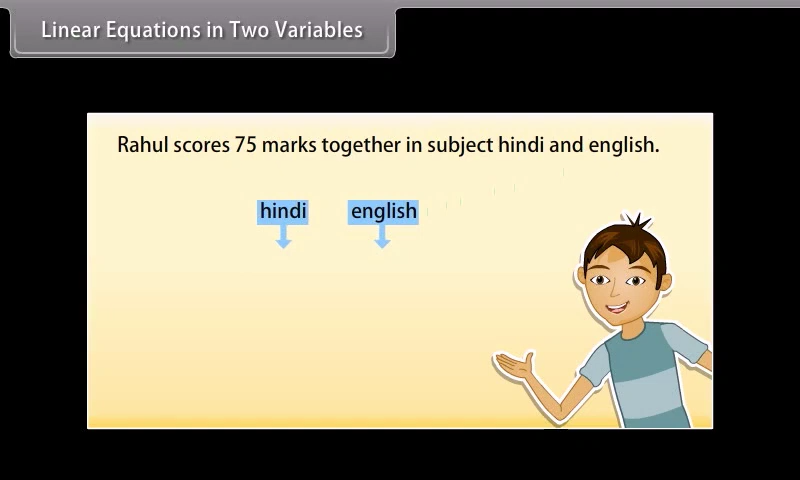 Linear Equations in Two Variables
Rahul scores 75 marks together in subject hindi and english.
hindi english